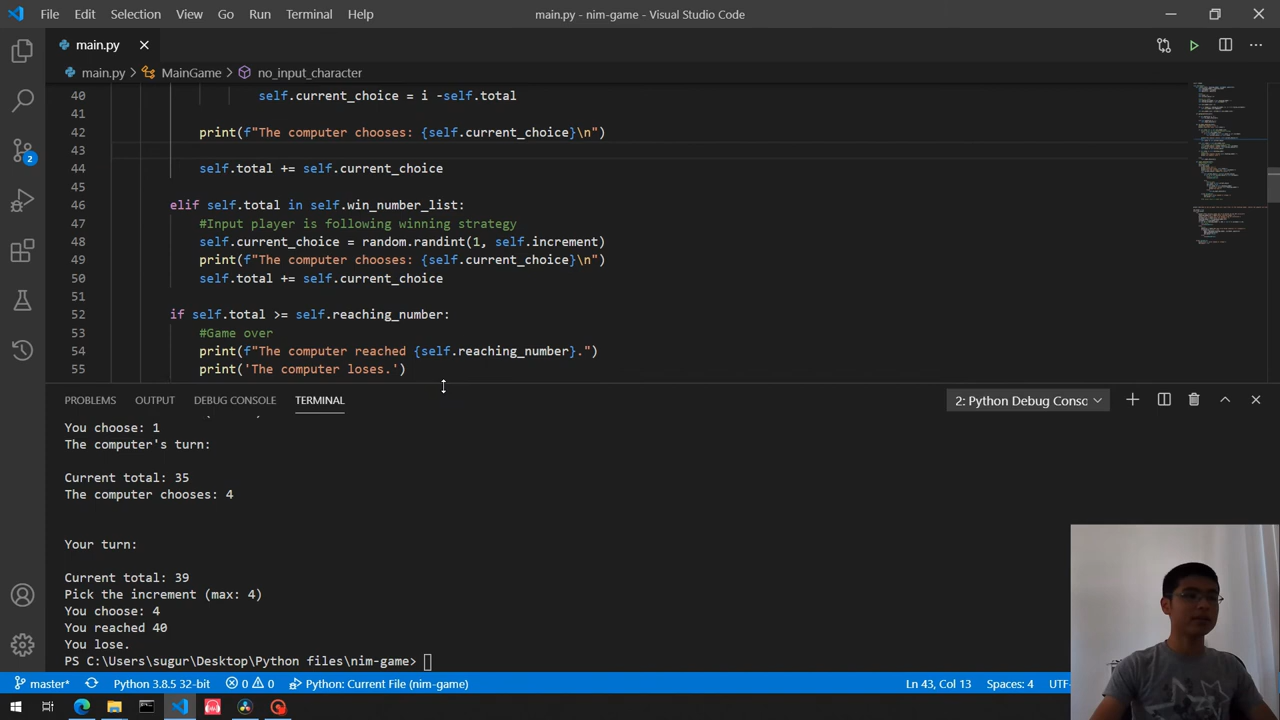 File Edit Selection View Go Run Terminal Help main.py - nim-game - Visual Studio Code
main.py
main.py > MainGame > no_input_character
40 self.current_choice = i -self.total
41
42 print(f"The computer chooses: {self.current_choice}\n")
43
44 self.total += self.current_choice
45
46 elif self.total in self.win_number_list:
47 #Input player is following winning strategy
48 self.current_choice = random.randint(1, self.increment)
49 print(f"The computer chooses: {self.current_choice}\n")
50 self.total += self.current_choice
51
52 if self.total >= self.reaching_number:
53 #Game over
54 print(f"The computer reached {self.reaching_number}.")
55 print('The computer loses.')
PROBLEMS OUTPUT DEBUG CONSOLE TERMINAL 2: Python Debug Consc
You choose: 1
The computer's turn:
Current total: 35
The computer chooses: 4
Your turn:
Current total: 39
Pick the increment (max: 4)
You choose: 4
You reached 40
You lose.
PS C:\Users\sugur\Desktop\Python files\nim-game>
2
master* Python 3.8.5 32-bit 0 0 Python: Current File (nim-game) Ln 43, Col 13 Spaces: 4 UTF-